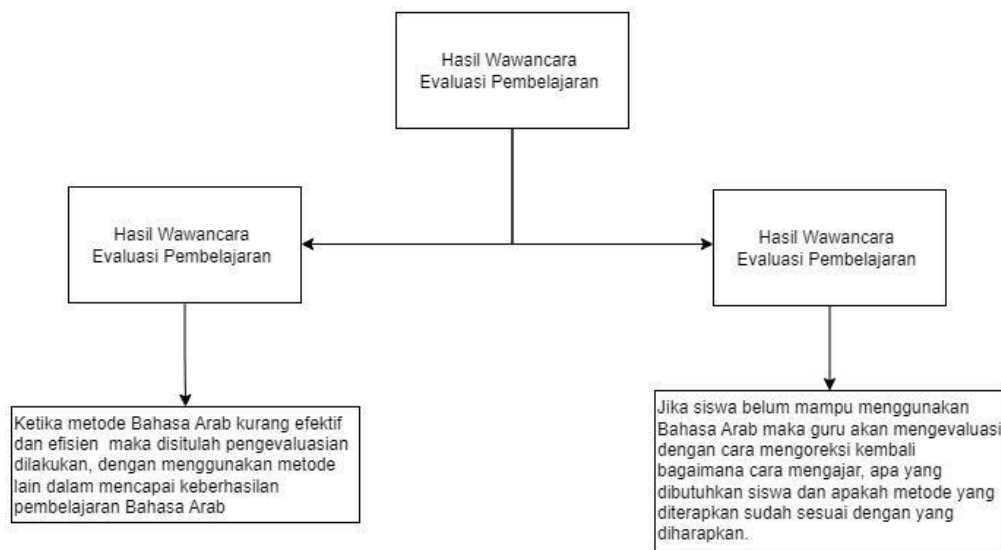 Hasil Wawancara
Evaluasi Pembelajaran
Hasil Wawancara
Evaluasi Pembelajaran
Hasil Wawancara
Evaluasi Pembelajaran
Ketika metode Bahasa Arab kurang efektif
dan efisien maka disitulah pengevaluasian
dilakukan, dengan menggunakan metode
lain dalam mencapai keberhasilan
pembelajaran Bahasa Arab
Jika siswa belum mampu menggunakan
Bahasa Arab maka guru akan mengevaluasi
dengan cara mengoreksi kembali
bagaimana cara mengajar, apa yang
dibutuhkan siswa dan apakah metode yang
diterapkan sudah sesuai dengan yang
diharapkan.